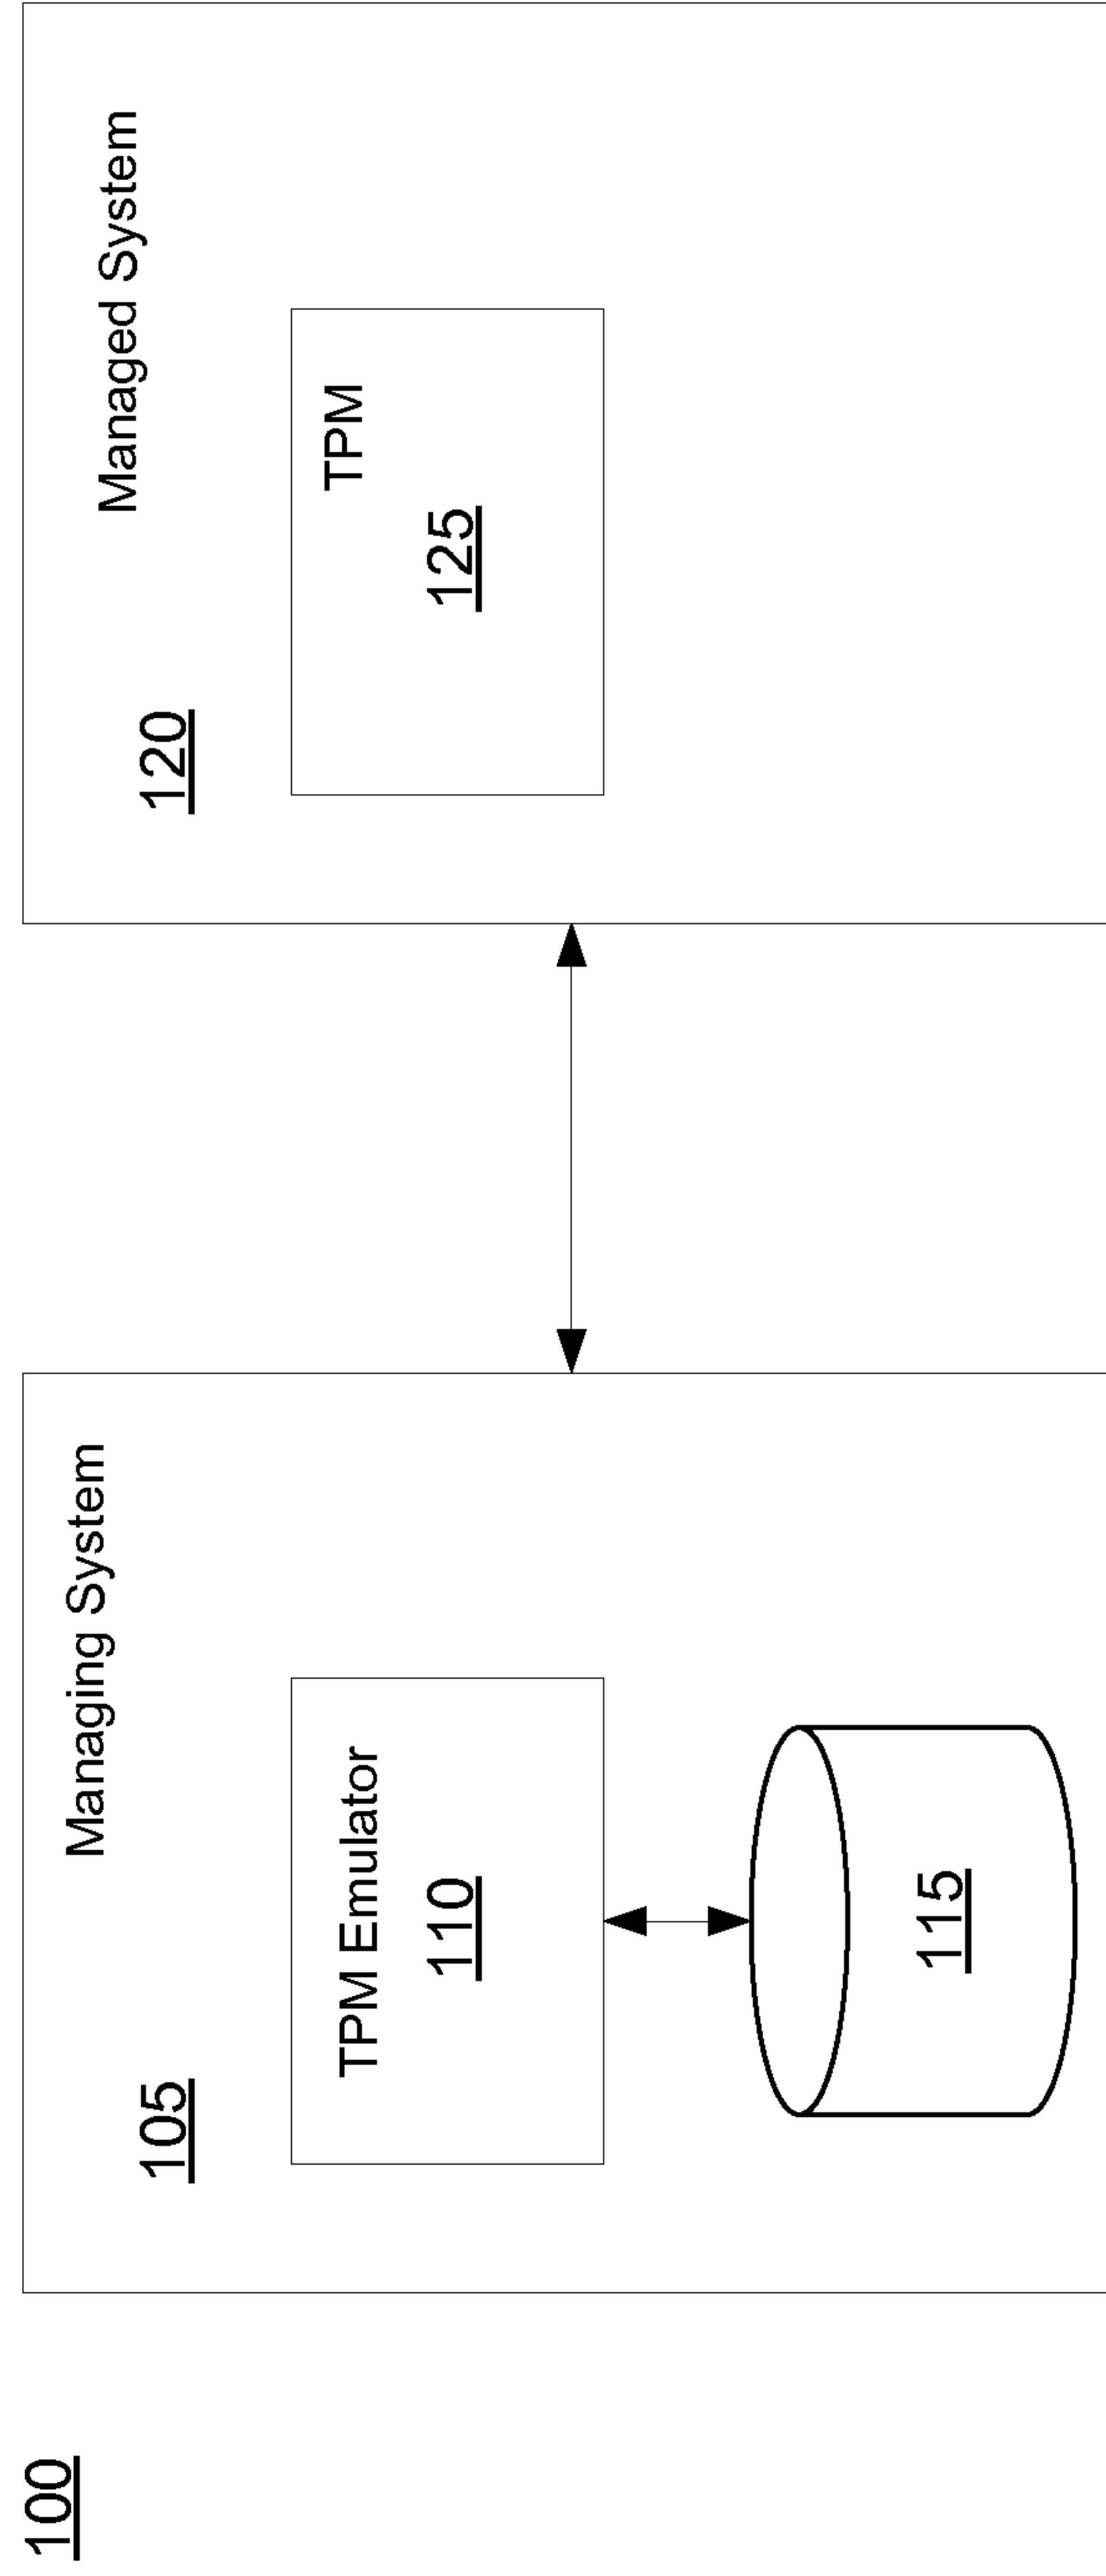 100
Managing System
105
TPM Emulator
110
115
Managed System
120
TPM
125